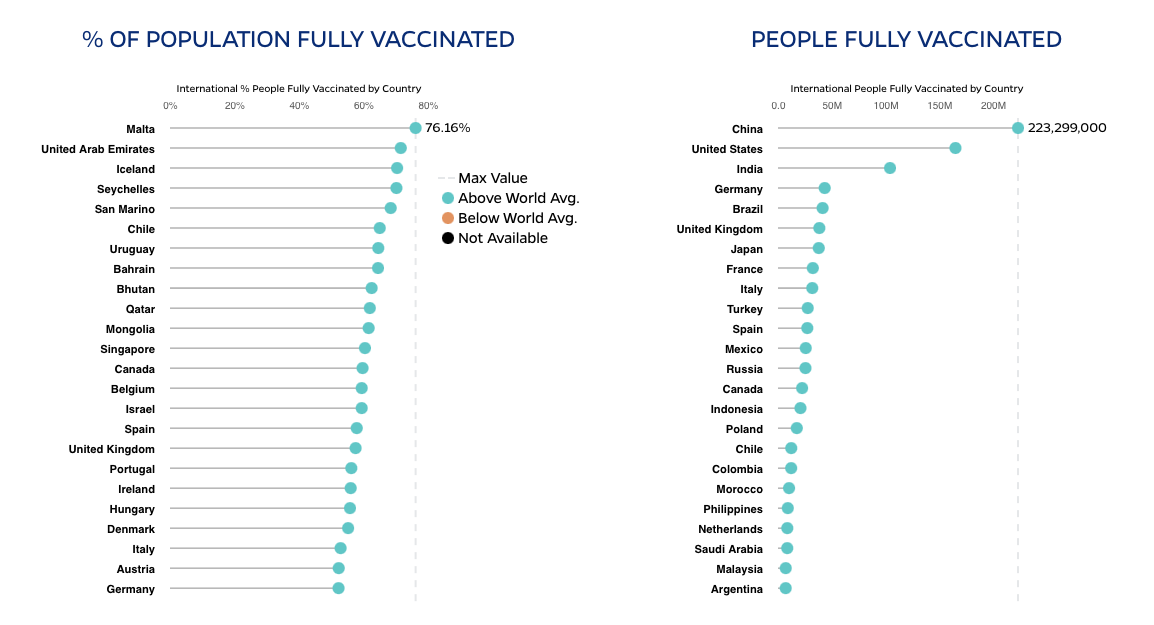 % OF POPULATION FULLY VACCINATED
International % People Fully Vaccinated by Country
0% 20% 40% 60% 80%
Malta 76.16%
United Arab Emirates
Iceland
Seychelles
San Marino
Chile
Uruguay
Bahrain
Bhutan
Qatar
Mongolia
Singapore
Canada
Belgium
Israel
Spain
United Kingdom
Portugal
Ireland
Hungary
Denmark
Italy
Austria
Germany
Max Value
Above World Avg.
Below World Avg.
Not Available
PEOPLE FULLY VACCINATED
International People Fully Vaccinated by Country
0.0 50M 100M 150M 200M
China 223,299,000
United States
India
Germany
Brazil
United Kingdom
Japan
France
Italy
Turkey
Spain
Mexico
Russia
Canada
Indonesia
Poland
Chile
Colombia
Morocco
Philippines
Netherlands
Saudi Arabia
Malaysia
Argentina